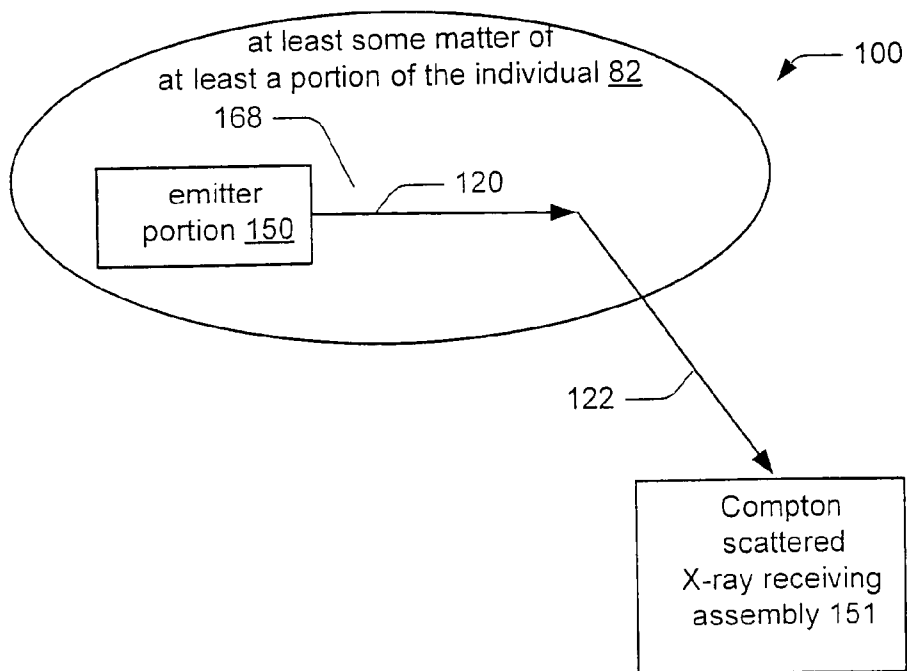 at least some matter of
at least a portion of the individual 82
100
168
120
emitter
portion 150
122
Compton
scattered
X-ray receiving
assembly 151